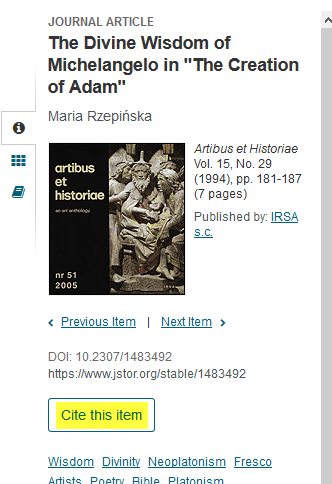 JOURNAL ARTICLE
The Divine Wisdom of
Michelangelo in "The Creation
of Adam"
Maria Rzepińska
artibus
et
historiae
an art anthology
nr 51
2005
IRSA
Artibus et Historiae
Vol. 15, No. 29
(1994), pp. 181-187
(7 pages)
Published by: IRSA
s.c.
‹ Previous Item | Next Item ›
DOI: 10.2307/1483492
https://www.jstor.org/stable/1483492
Cite this item
Wisdom Divinity Neoplatonism Fresco
Artists Poetry Bible Platonism